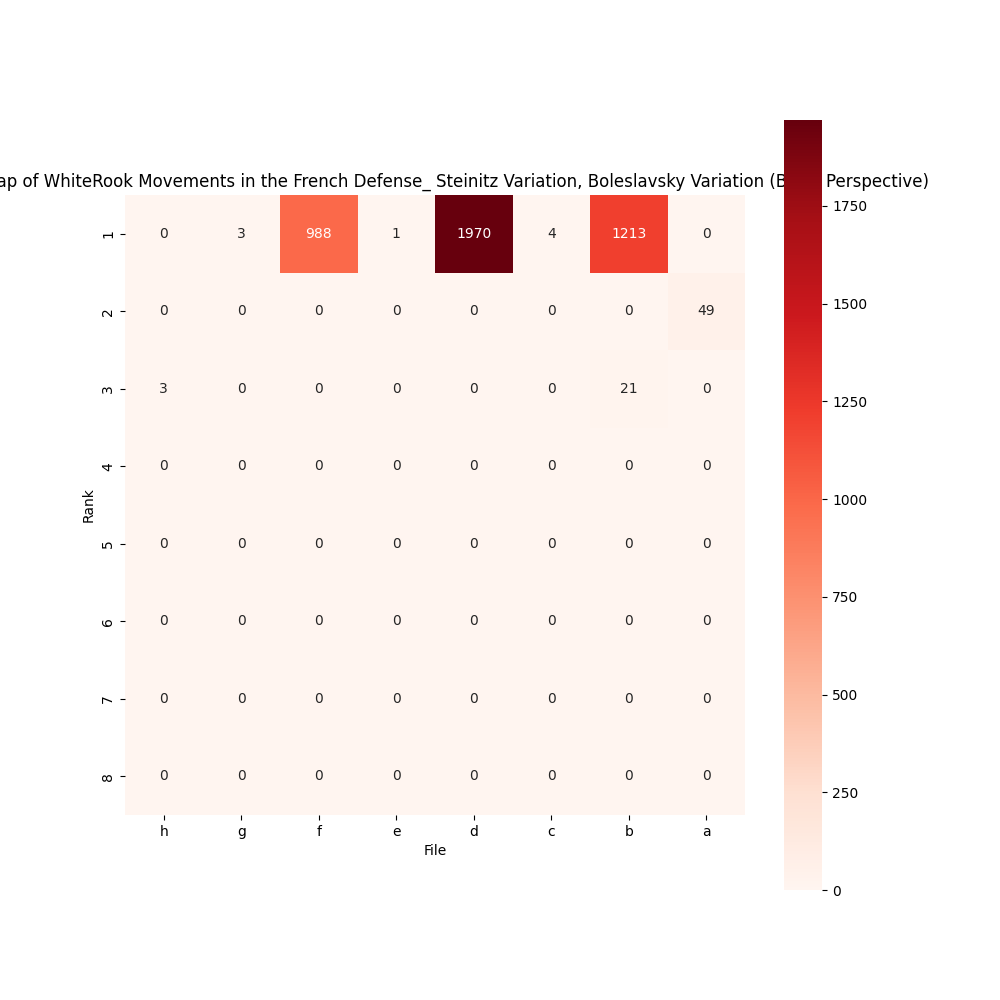 ap of WhiteRook Movements in the French Defense_ Steinitz Variation, Boleslavsky Variation (B Perspective)
1750
1 0 3 988 1 1970 4 1213 0
1500
2 0 0 0 0 0 0 0 49
3 3 0 0 0 0 0 21 0
1250
4 0 0 0 0 0 0 0 0
1000
Rank
5 0 0 0 0 0 0 0 0
750
6 0 0 0 0 0 0 0 0
7 0 0 0 0 0 0 0 0
500
8 0 0 0 0 0 0 0 0
250
h g f e d c b a
File
0